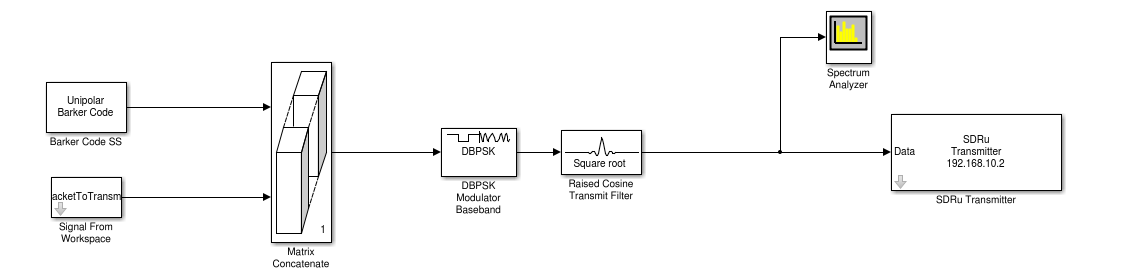 Unipolar
Barker Code
Barker Code SS
acketToTransm
Signal From
Workspace
1
Matrix
Concatenate
DBPSK
DBPSK
Modulator
Baseband
Square root
Raised Cosine
Transmit Filter
Spectrum
Analyzer
Data
SDRu
Transmitter
192.168.10.2
SDRu Transmitter